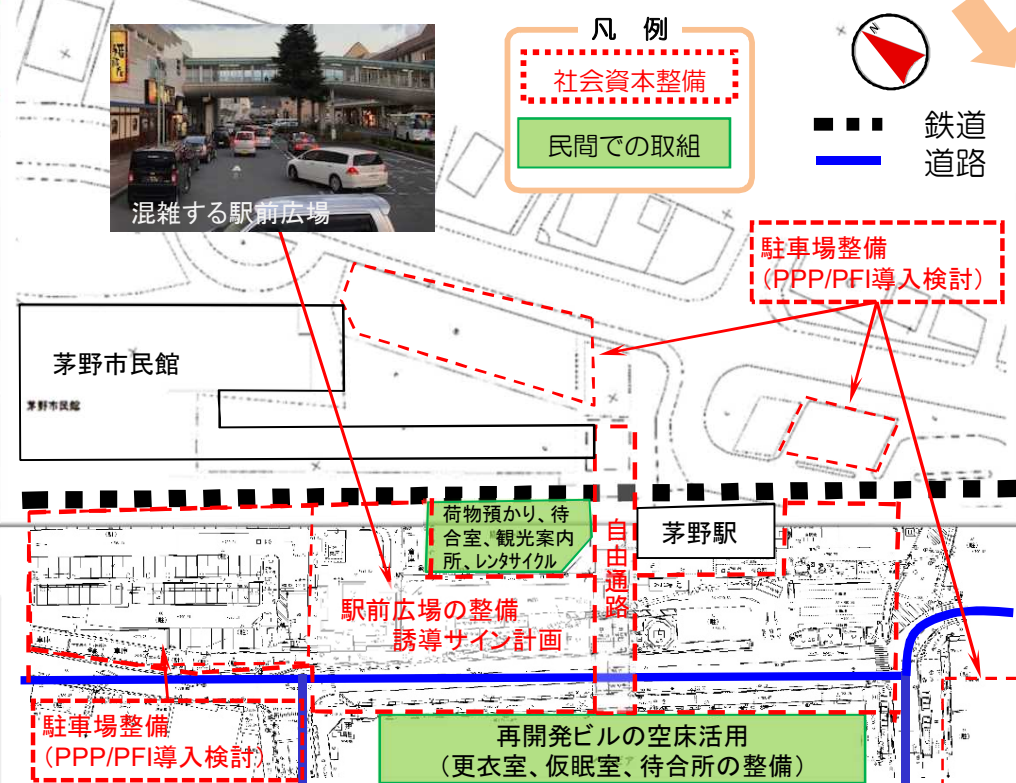 凡 例
社会資本整備
民間での取組
N
鉄道
道路
混雑する駅前広場
駐車場整備
(PPP/PFI導入検討)
茅野市民館
茅野市民館
荷物預かり、待
合室、観光案内
所、レンタサイクル
自由通路
茅野駅
駅前広場の整備
誘導サイン計画
駐車場整備
(PPP/PFI導入検討)
再開発ビルの空床活用
(更衣室、仮眠室、待合所の整備)